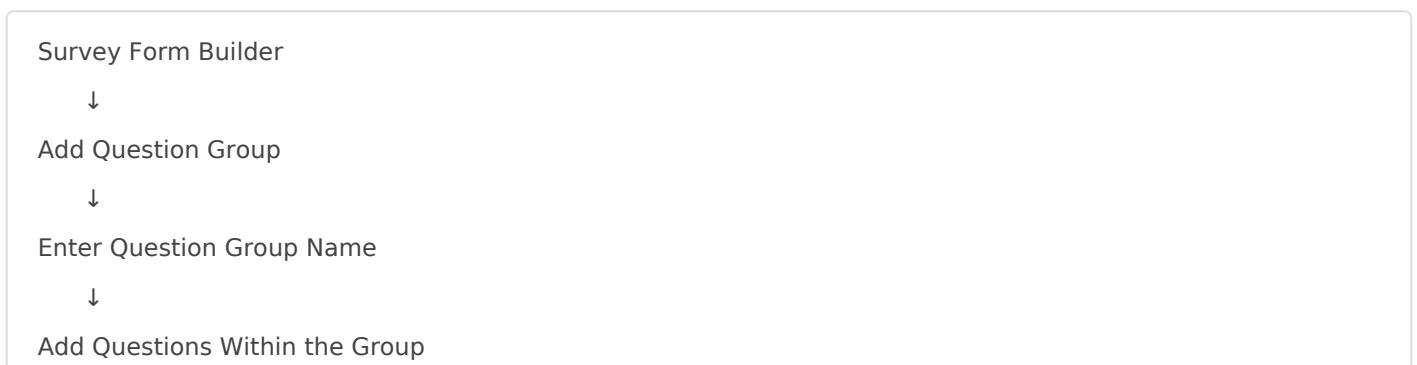 Survey Form Builder
↓
Add Question Group
↓
Enter Question Group Name
↓
Add Questions Within the Group